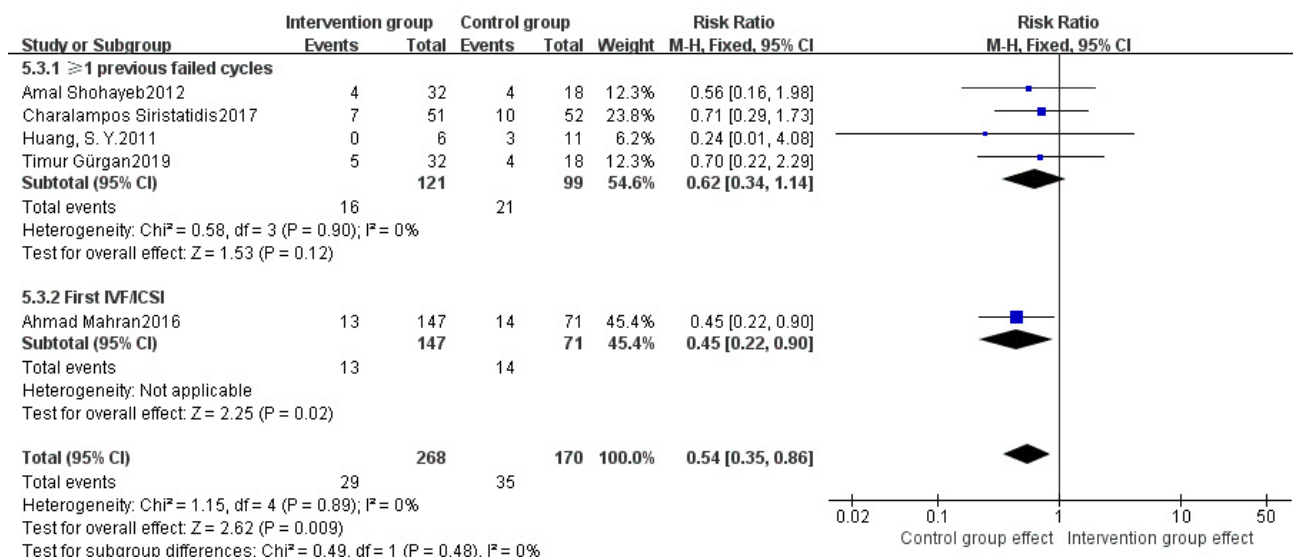 Intervention group Control group Risk Ratio Risk Ratio
Study or Subgroup Events Total Events Total Weight M-H, Fixed, 95% CI M-H, Fixed, 95% CI
5.3.1 ⩾1 previous failed cycles
Amal Shohayeb2012 4 32 4 18 12.3% 0.56 [0.16, 1.98]
Charalampos Siristatidis2017 7 51 10 52 23.8% 0.71 [0.29, 1.73]
Huang, S. Y.2011 0 6 3 11 6.2% 0.24 [0.01, 4.08]
Timur Gürgan2019 5 32 4 18 12.3% 0.70 [0.22, 2.29]
Subtotal (95% CI) 121 99 54.6% 0.62 [0.34, 1.14]
Total events 16 21
Heterogeneity: Chi² = 0.58, df = 3 (P = 0.90); I² = 0%
Test for overall effect: Z = 1.53 (P = 0.12)
5.3.2 First IVF/ICSI
Ahmad Mahran2016 13 147 14 71 45.4% 0.45 [0.22, 0.90]
Subtotal (95% CI) 147 71 45.4% 0.45 [0.22, 0.90]
Total events 13 14
Heterogeneity: Not applicable
Test for overall effect: Z = 2.25 (P = 0.02)
Total (95% CI) 268 170 100.0% 0.54 [0.35, 0.86]
Total events 29 35
Heterogeneity: Chi² = 1.15, df = 4 (P = 0.89); I² = 0%
Test for overall effect: Z = 2.62 (P = 0.009)
Test for subgroup differences: Chi² = 0.49, df = 1 (P = 0.48), I² = 0%
0.02 0.1 1 10 50
Control group effect Intervention group effect